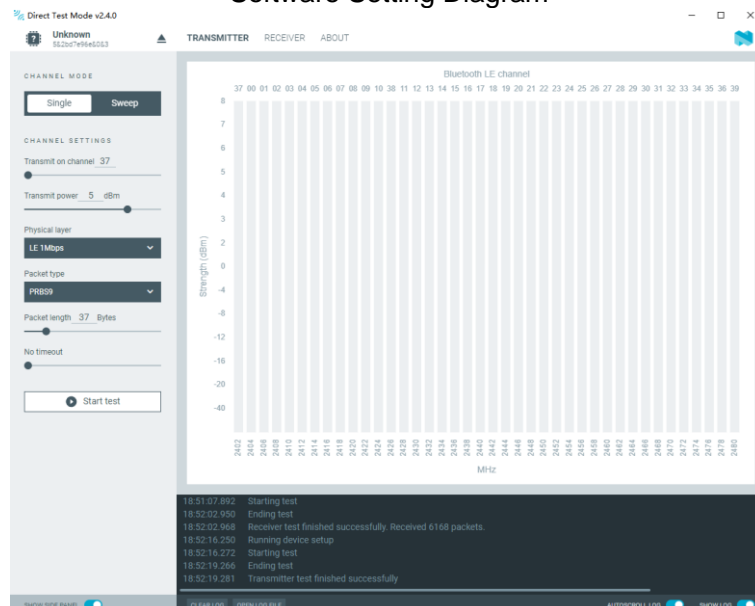 Software Setting Diagram
Direct Test Mode v2.4.0
Unknown
5&2bd7e96e&0&3
TRANSMITTER RECEIVER ABOUT
CHANNEL MODE
Single Sweep
CHANNEL SETTINGS
Transmit on channel 37
Transmit power 5 dBm
Physical layer
LE 1Mbps
Packet type
PRBS9
Packet length 37 Bytes
No timeout
Start test
Bluetooth LE channel
37 00 01 02 03 04 05 06 07 08 09 10 38 11 12 13 14 15 16 17 18 19 20 21 22 23 24 25 26 27 28 29 30 31 32 33 34 35 36 39
8
7
6
5
4
3
2
0
-4
-8
-12
-16
-20
-40
Strength (dBm)
2402 2404 2406 2408 2410 2412 2414 2416 2418 2420 2422 2424 2426 2428 2430 2432 2434 2436 2438 2440 2442 2444 2446 2448 2450 2452 2454 2456 2458 2460 2462 2464 2466 2468 2470 2472 2474 2476 2478 2480
MHz
18:51:07.892 Starting test
18:52:02.950 Ending test
18:52:02.968 Receiver test finished successfully. Received 6168 packets.
18:52:16.250 Running device setup
18:52:16.272 Starting test
18:52:19.266 Ending test
18:52:19.281 Transmitter test finished successfully
SHOW SIDE PANEL CLEAR LOG OPEN LOG FILE AUTOSCROLL LOG SHOW LOG